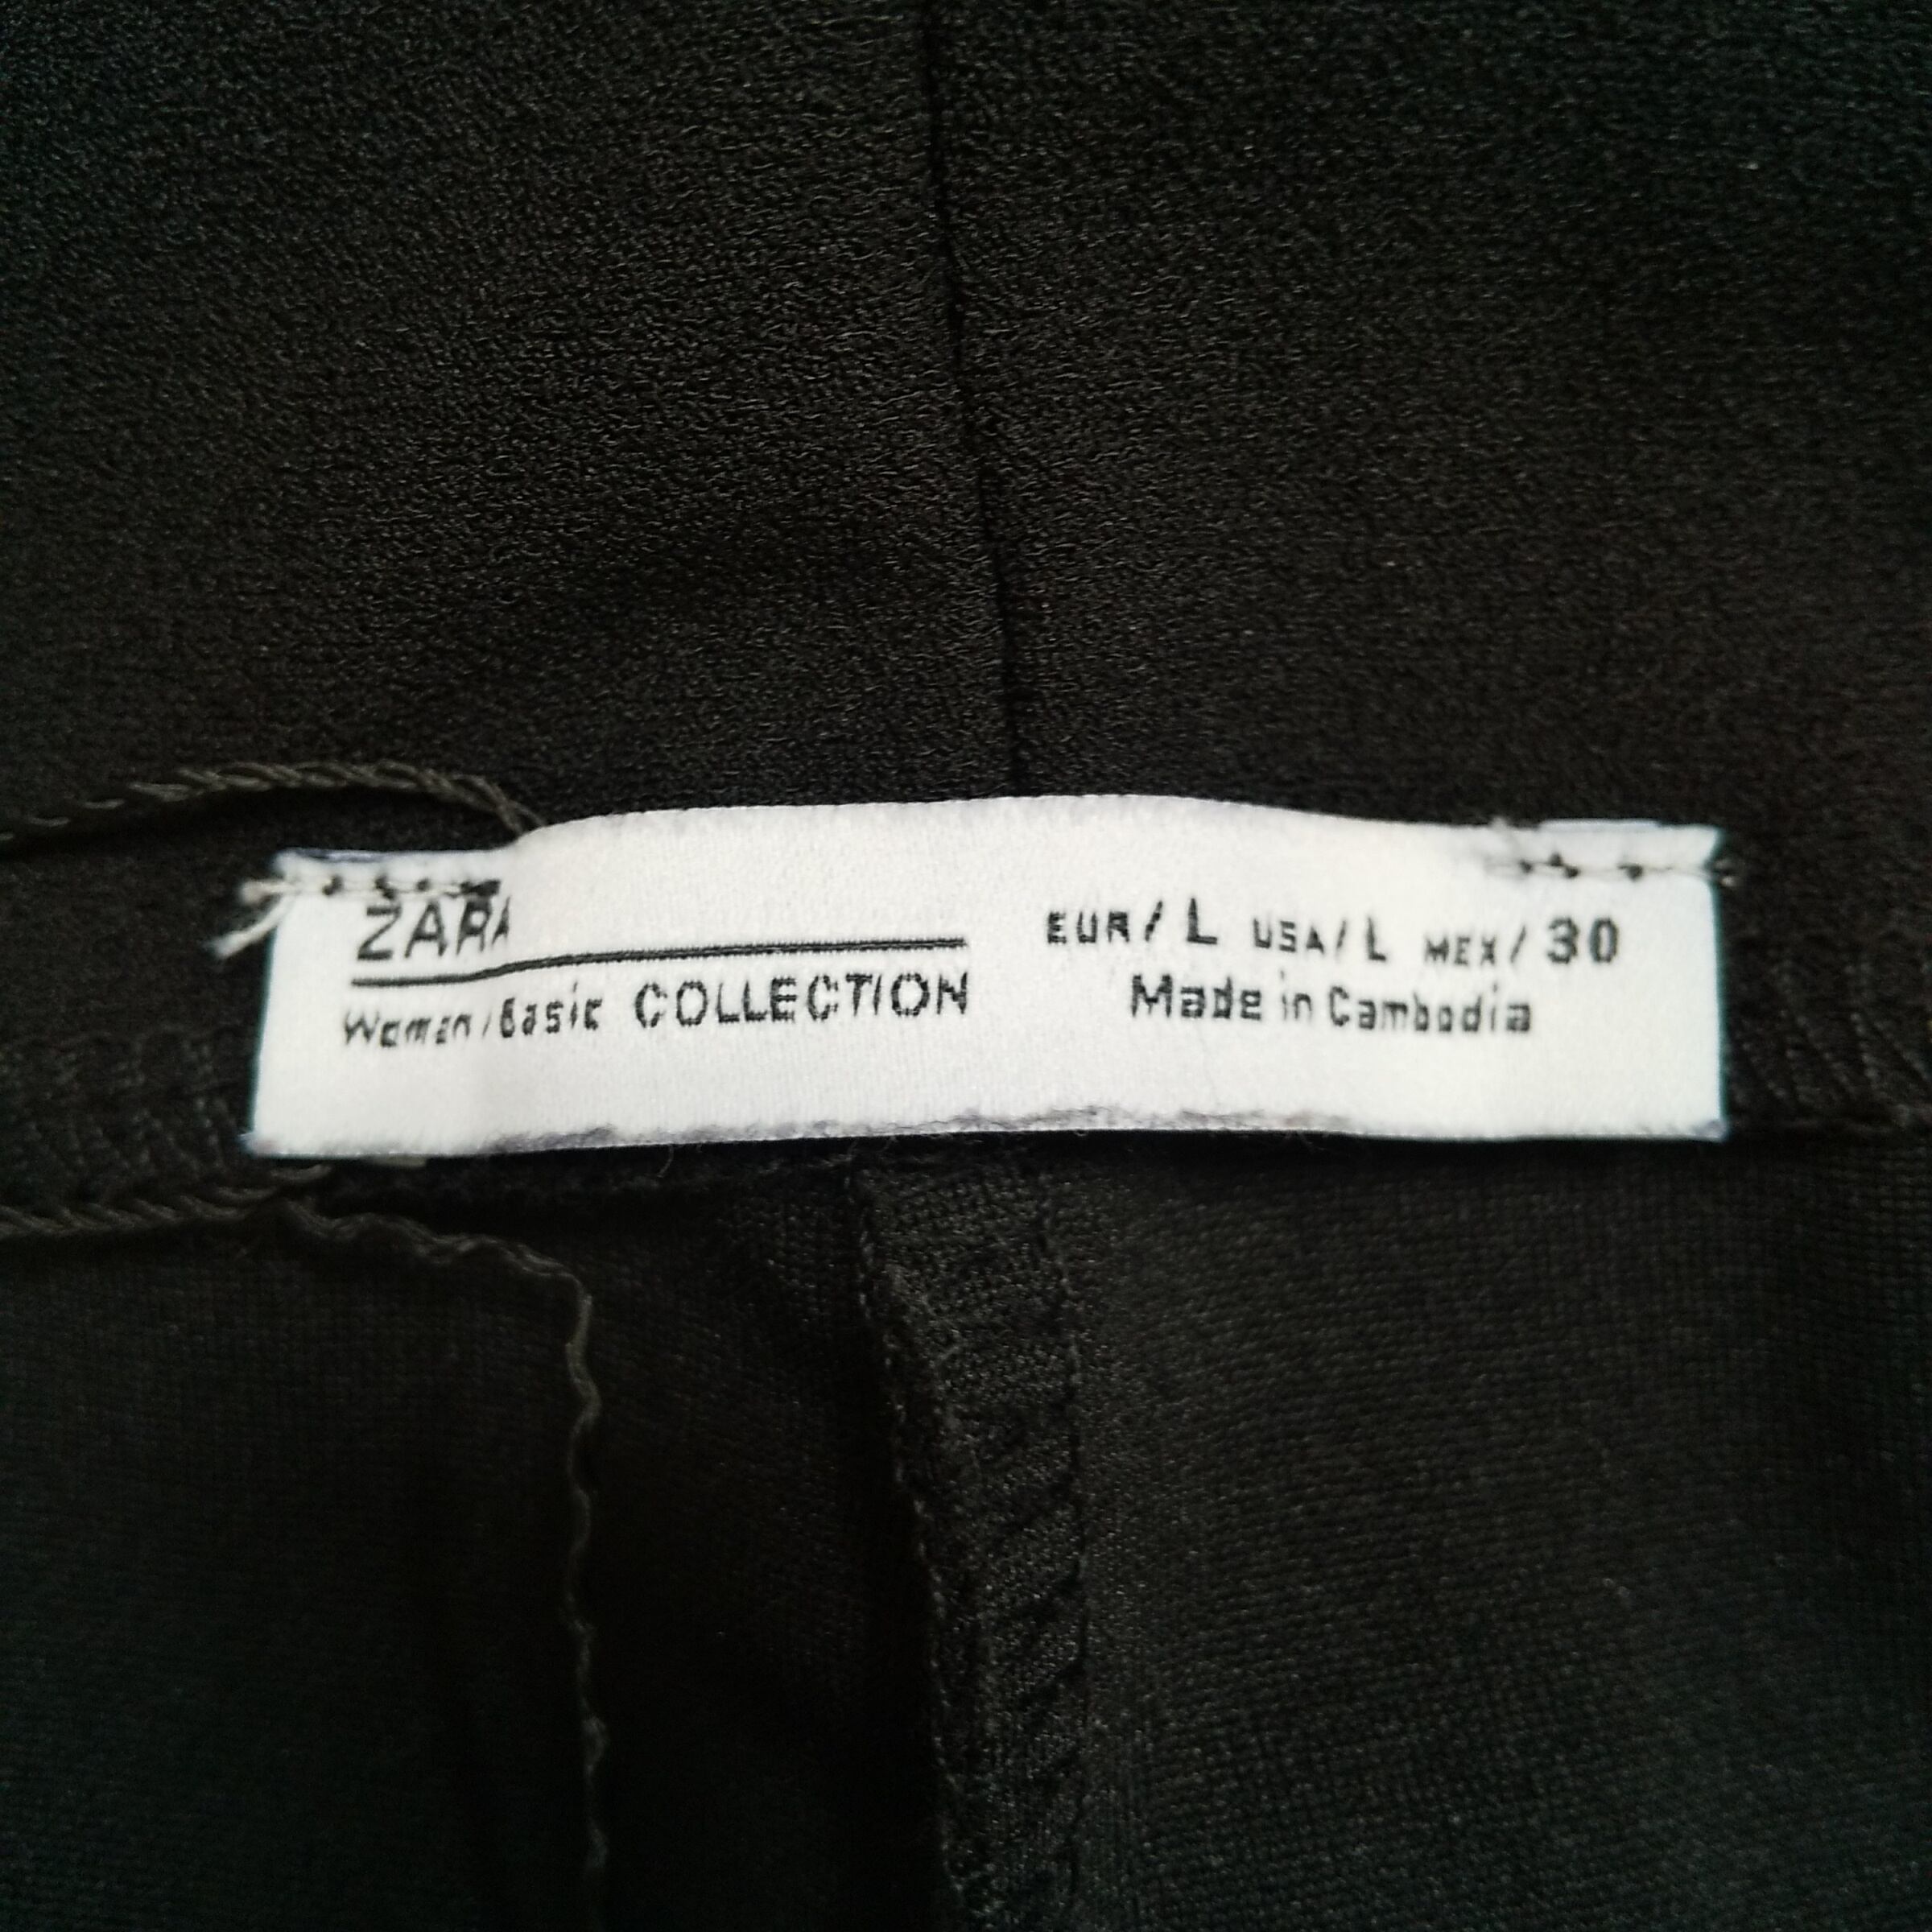 ZARA
Woman/Basic COLLECTION
EUR/ L USA/ L MEX/ 30
Made in Cambodia